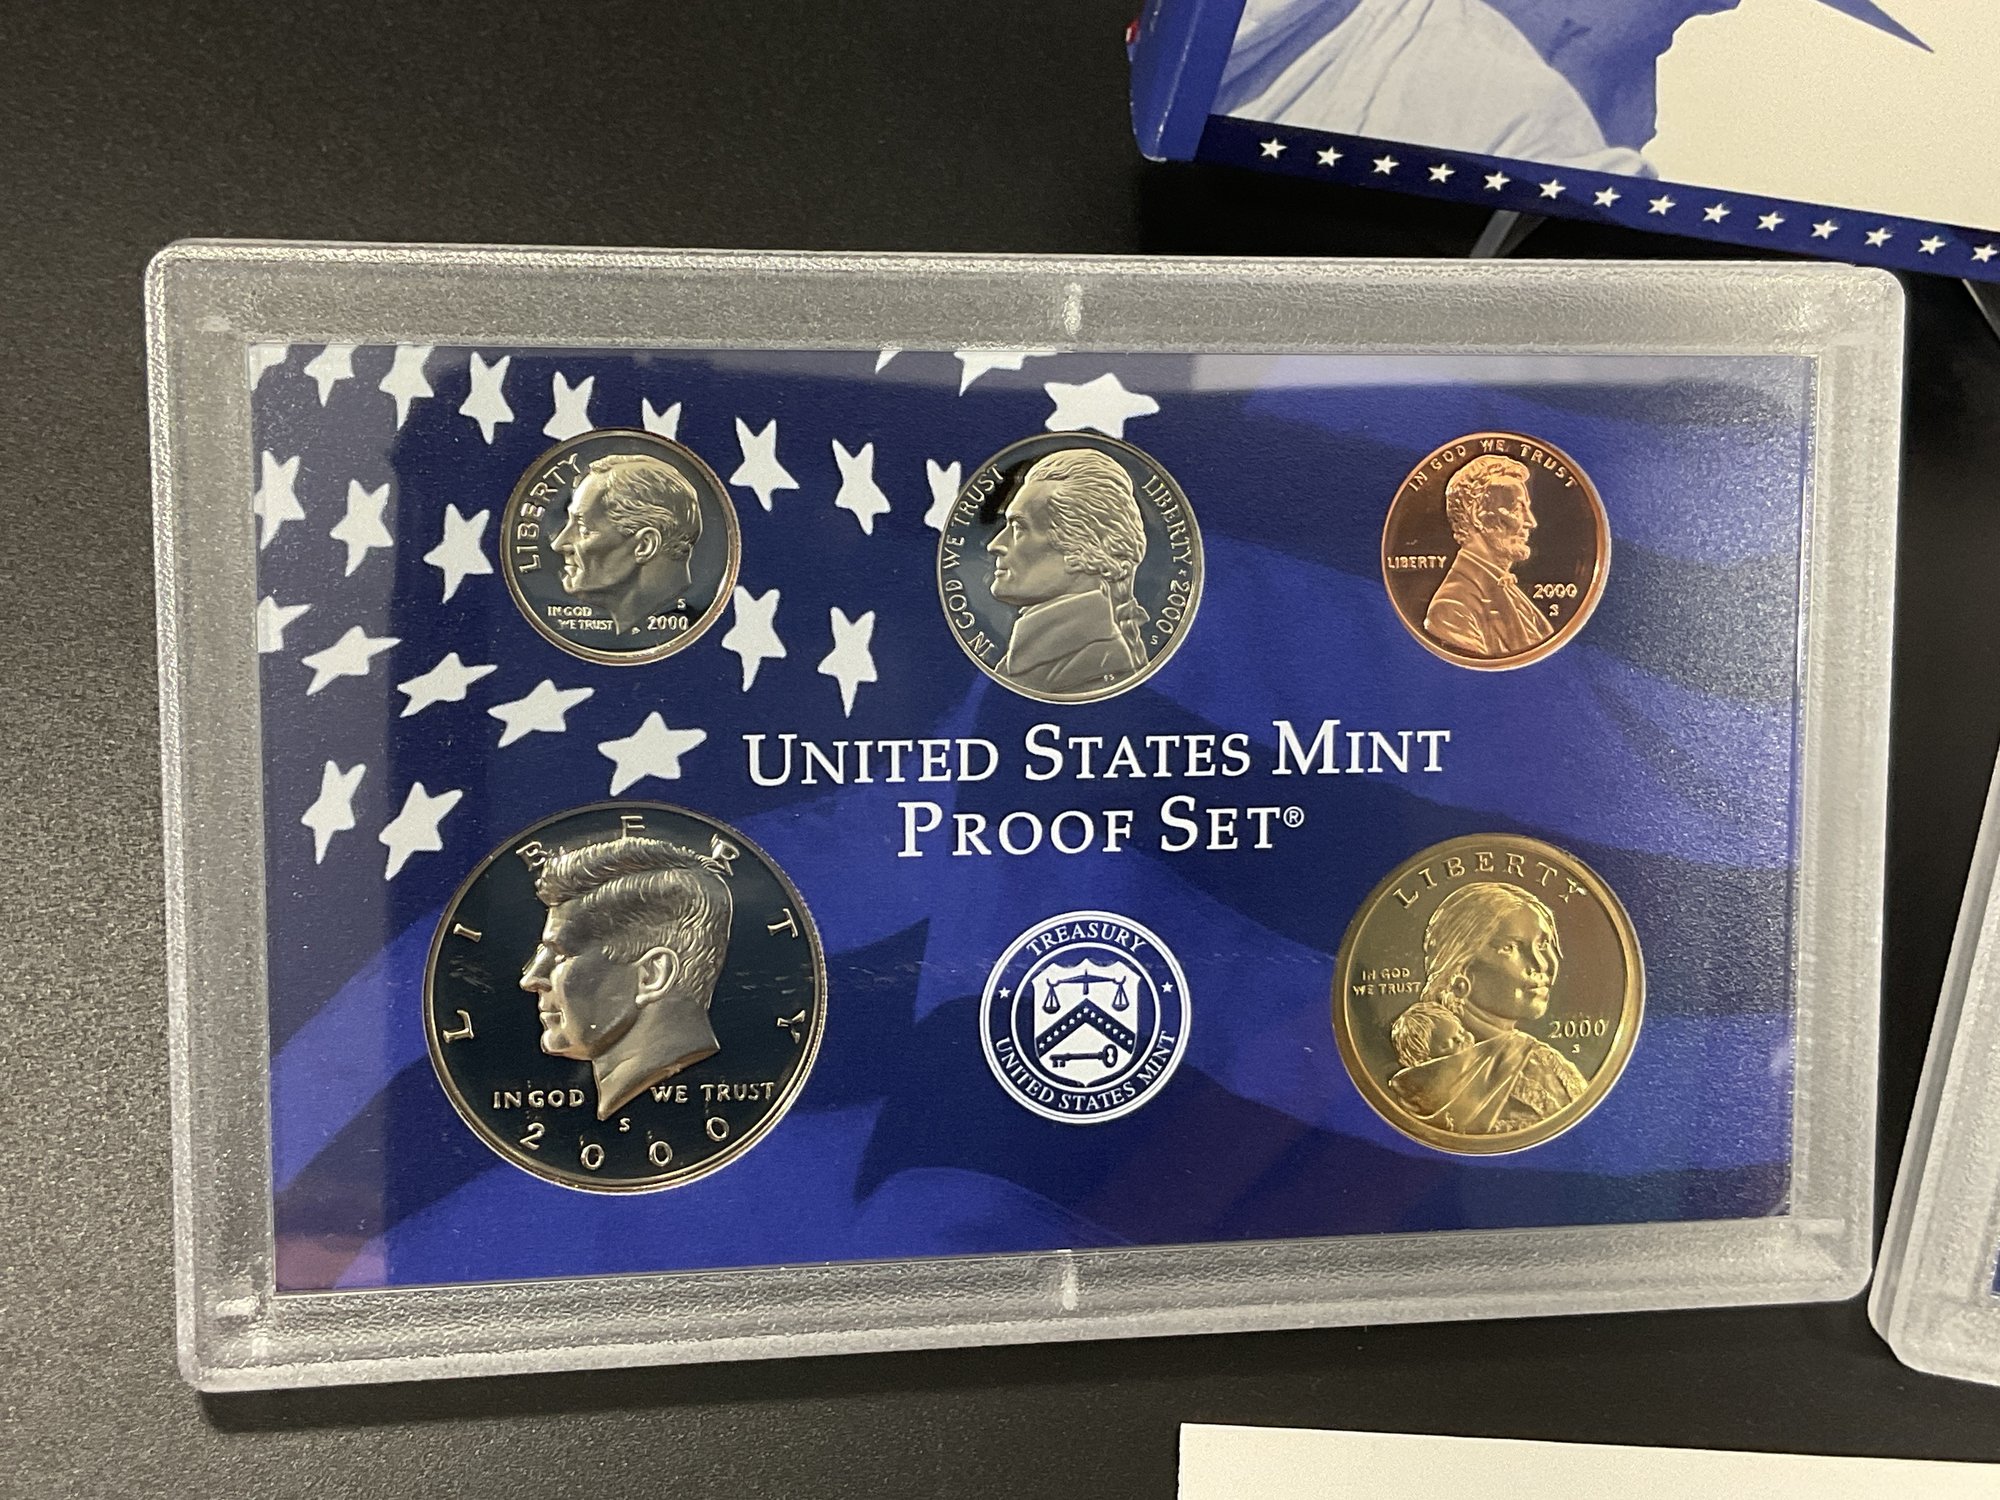 LIBERTY
IN GOD
WE TRUST
S
2000
IN GOD WE TRUST
LIBERTY ★ 2000
S
FS
IN GOD WE TRUST
LIBERTY
2000
S
UNITED STATES MINT
PROOF SET®
LIBERTY
IN GOD WE TRUST
S
2000
TREASURY
UNITED STATES MINT
LIBERTY
IN GOD
WE TRUST
2000
S